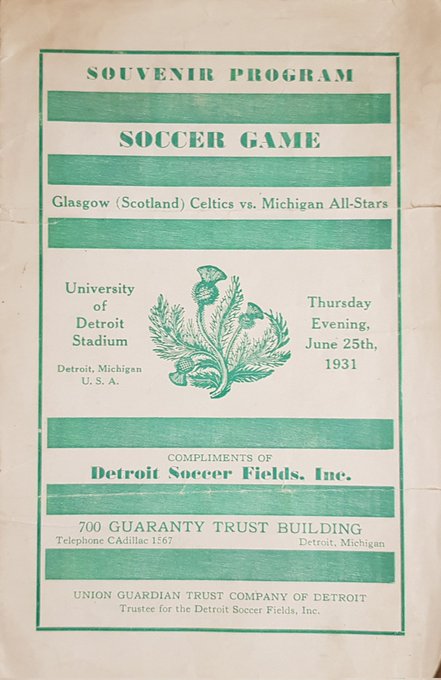 SOUVENIR PROGRAM
SOCCER GAME
Glasgow (Scotland) Celtics vs. Michigan All-Stars
University
of
Detroit
Stadium
Detroit, Michigan
U. S. A.
Thursday
Evening,
June 25th,
1931
COMPLIMENTS OF
Detroit Soccer Fields, Inc.
700 GUARANTY TRUST BUILDING
Telephone CAdillac 1567
Detroit, Michigan
UNION GUARDIAN TRUST COMPANY OF DETROIT
Trustee for the Detroit Soccer Fields, Inc.